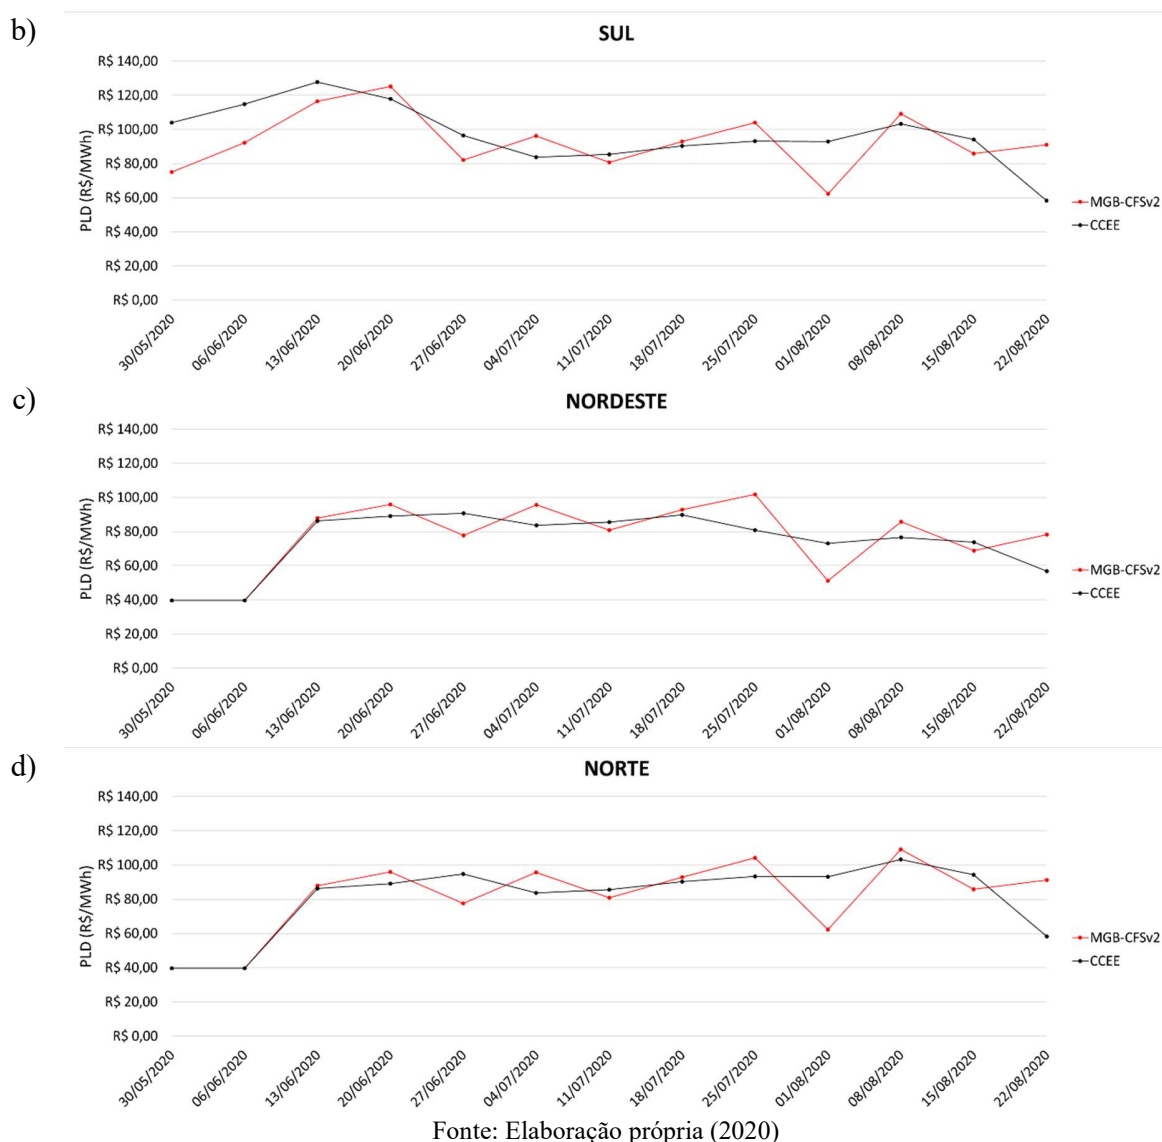 b)
SUL
PLD (R$/MWh)
R$ 140,00
R$ 120,00
R$ 100,00
R$ 80,00
R$ 60,00
R$ 40,00
R$ 20,00
R$ 0,00
MGB-CFSv2
CCEE
30/05/2020
06/06/2020
13/06/2020
20/06/2020
27/06/2020
04/07/2020
11/07/2020
18/07/2020
25/07/2020
01/08/2020
08/08/2020
15/08/2020
22/08/2020
c)
NORDESTE
PLD (R$/MWh)
R$ 140,00
R$ 120,00
R$ 100,00
R$ 80,00
R$ 60,00
R$ 40,00
R$ 20,00
R$ 0,00
MGB-CFSv2
CCEE
30/05/2020
06/06/2020
13/06/2020
20/06/2020
27/06/2020
04/07/2020
11/07/2020
18/07/2020
25/07/2020
01/08/2020
08/08/2020
15/08/2020
22/08/2020
d)
NORTE
PLD (R$/MWh)
R$ 140,00
R$ 120,00
R$ 100,00
R$ 80,00
R$ 60,00
R$ 40,00
R$ 20,00
R$ 0,00
MGB-CFSv2
CCEE
30/05/2020
06/06/2020
13/06/2020
20/06/2020
27/06/2020
04/07/2020
11/07/2020
18/07/2020
25/07/2020
01/08/2020
08/08/2020
15/08/2020
22/08/2020
Fonte: Elaboração própria (2020)